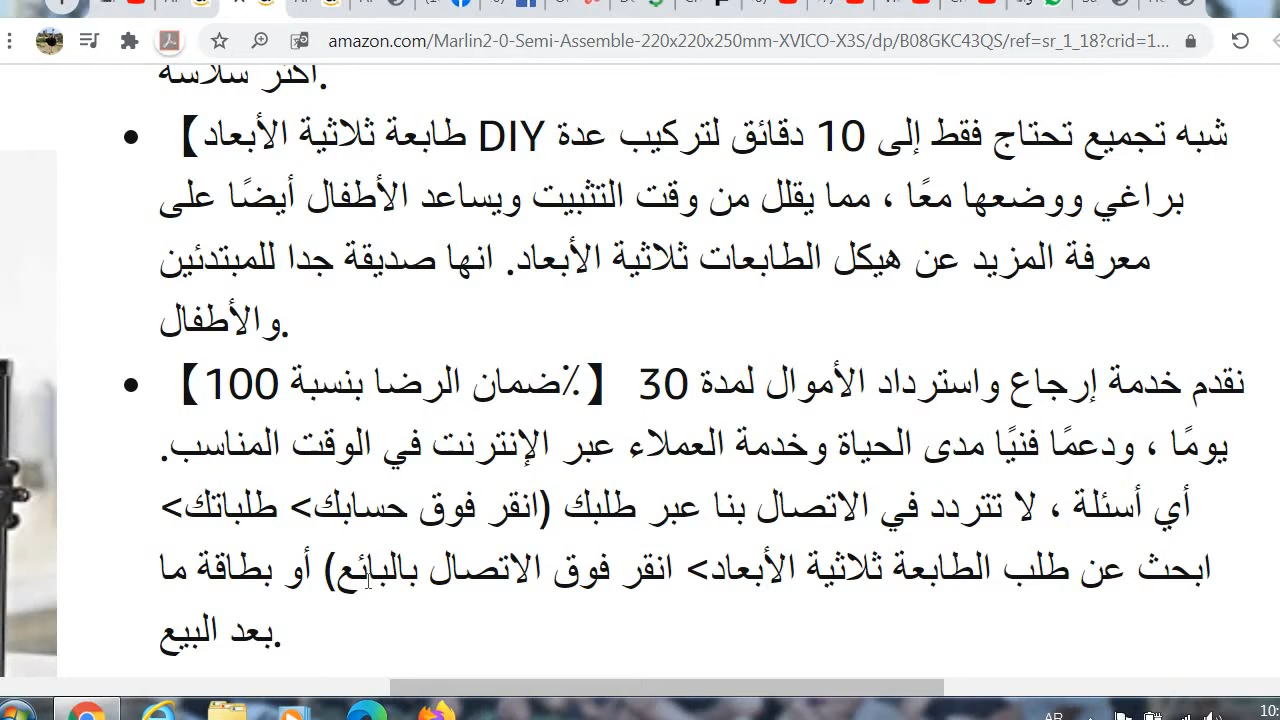 amazon.com/Marlin2-0-Semi-Assemble-220x220x250mm-XVICO-X3S/dp/B08GKC43QS/ref=sr_1_18?crid=1...
أكثر سلاسة.
【طابعة ثلاثية الأبعاد DIY شبه تجميع تحتاج فقط إلى 10 دقائق لتركيب عدة
براغي ووضعها معًا ، مما يقلل من وقت التثبيت ويساعد الأطفال أيضًا على
معرفة المزيد عن هيكل الطابعات ثلاثية الأبعاد. انها صديقة جدا للمبتدئين
والأطفال.
【ضمان الرضا بنسبة 100٪】 نقدم خدمة إرجاع واسترداد الأموال لمدة 30
يومًا ، ودعمًا فنيًا مدى الحياة وخدمة العملاء عبر الإنترنت في الوقت المناسب.
أي أسئلة ، لا تتردد في الاتصال بنا عبر طلبك (انقر فوق حسابك> طلباتك>
ابحث عن طلب الطابعة ثلاثية الأبعاد> انقر فوق الاتصال بالبائع) أو بطاقة ما
بعد البيع.
AR
10: